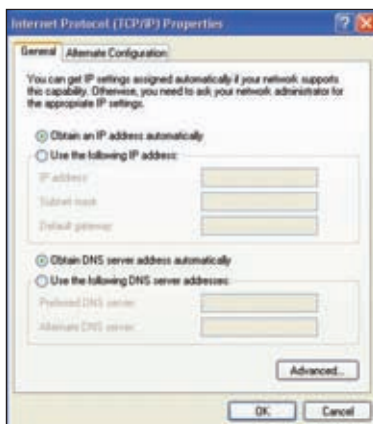 Internet Protocol (TCP/IP) Properties
General
Alternate Configuration
You can get IP settings assigned automatically if your network supports
this capability. Otherwise, you need to ask your network administrator for
the appropriate IP settings.
Obtain an IP address automatically
Use the following IP address:
IP address:
Subnet mask:
Default gateway:
Obtain DNS server address automatically
Use the following DNS server addresses:
Preferred DNS server:
Alternate DNS server:
Advanced...
OK
Cancel